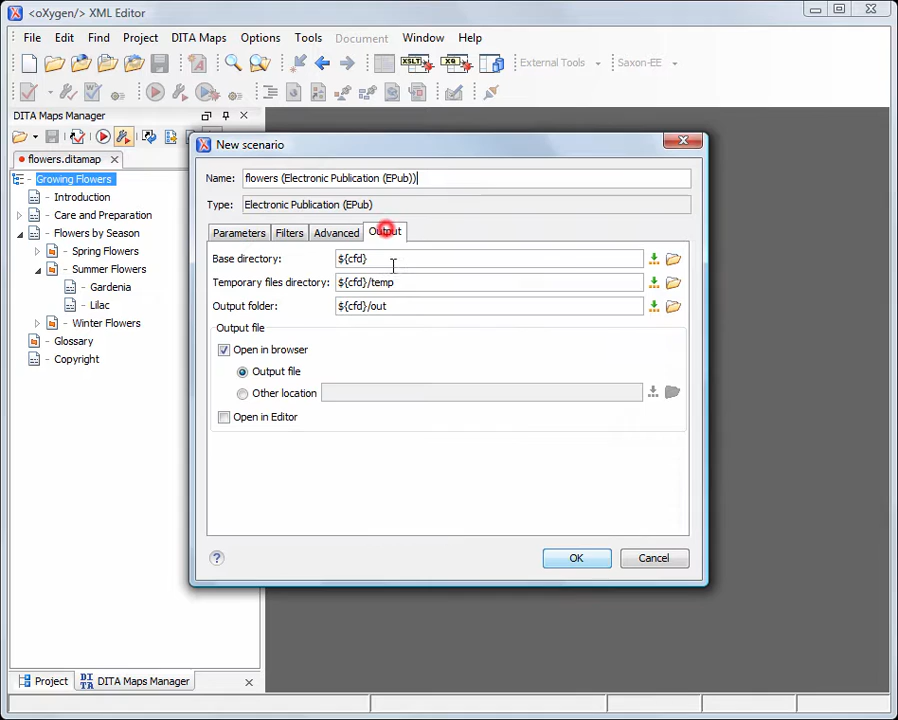 <oXygen/> XML Editor
File Edit Find Project DITA Maps Options Tools Document Window Help
XSLT XQ External Tools Saxon-EE
DITA Maps Manager
flowers.ditamap
Growing Flowers
Introduction
Care and Preparation
Flowers by Season
Spring Flowers
Summer Flowers
Gardenia
Lilac
Winter Flowers
Glossary
Copyright
Project DITA Maps Manager
New scenario
Name: flowers (Electronic Publication (EPub))
Type: Electronic Publication (EPub)
Parameters Filters Advanced Output
Base directory: ${cfd}
Temporary files directory: ${cfd}/temp
Output folder: ${cfd}/out
Output file
Open in browser
Output file
Other location
Open in Editor
? OK Cancel